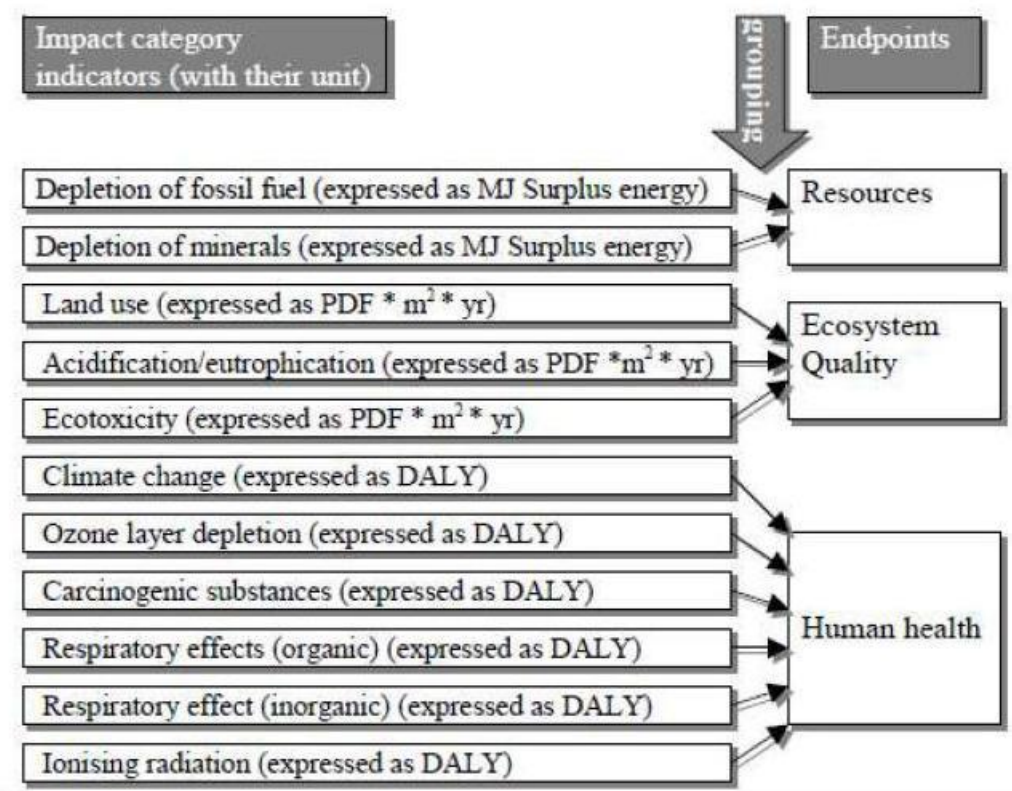 Impact category
indicators (with their unit)
grouping
Endpoints
Depletion of fossil fuel (expressed as MJ Surplus energy)
Depletion of minerals (expressed as MJ Surplus energy)
Resources
Land use (expressed as PDF * m² * yr)
Acidification/eutrophication (expressed as PDF *m² * yr)
Ecotoxicity (expressed as PDF * m² * yr)
Ecosystem
Quality
Climate change (expressed as DALY)
Ozone layer depletion (expressed as DALY)
Carcinogenic substances (expressed as DALY)
Respiratory effects (organic) (expressed as DALY)
Respiratory effect (inorganic) (expressed as DALY)
Ionising radiation (expressed as DALY)
Human health